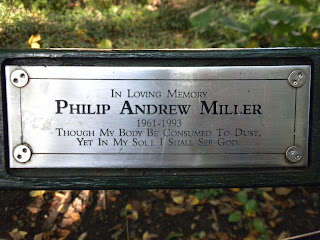 In Loving Memory
Philip Andrew Miller
1961-1993
Though My Body Be Consumed To Dust,
Yet In My Soul I Shall See God.